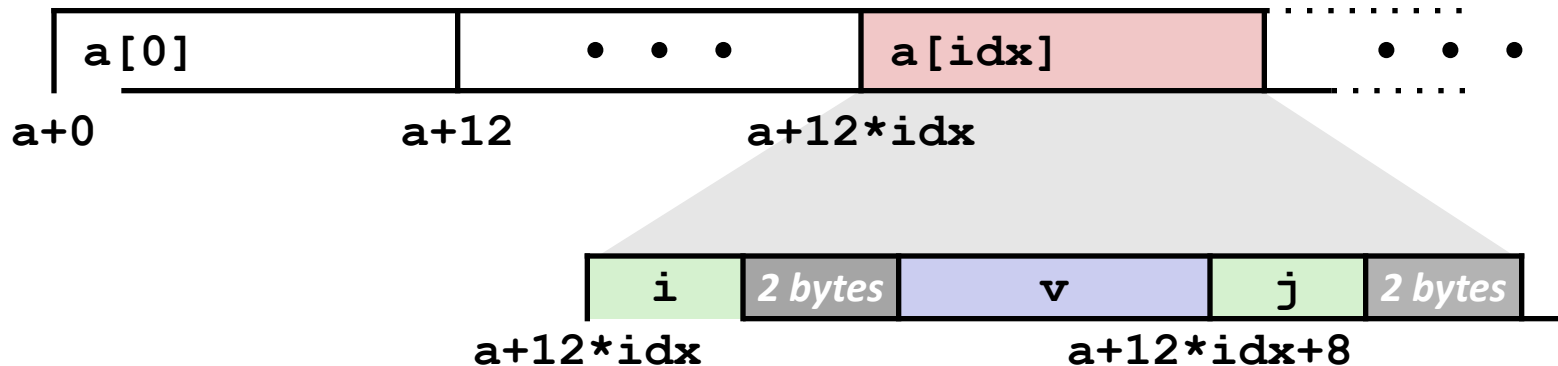 a[0] • • • a[idx] • • •
a+0 a+12 a+12*idx
i 2 bytes v j 2 bytes
a+12*idx a+12*idx+8